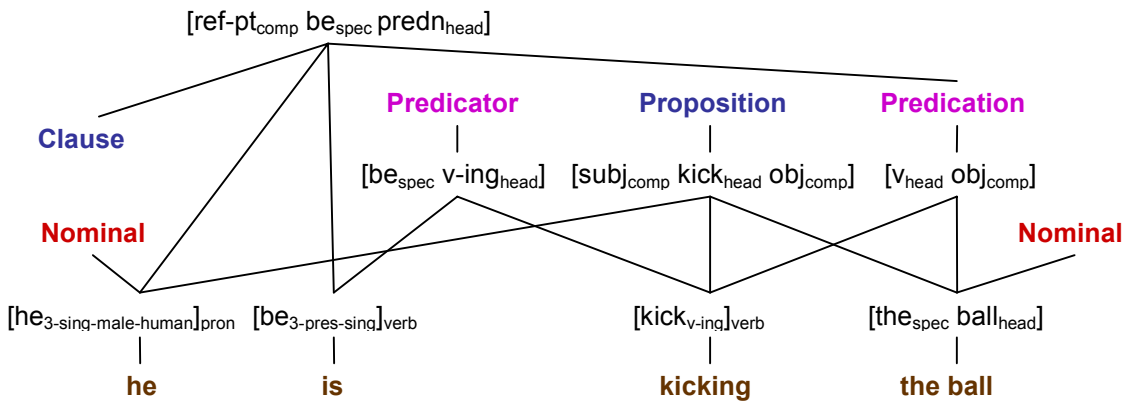 [ref-ptcomp bespec prednhead]
Predicator Proposition Predication
Clause
[bespec v-inghead] [subjcomp kickhead objcomp] [vhead objcomp]
Nominal Nominal
[he3-sing-male-human]pron [be3-pres-sing]verb [kickv-ing]verb [thespec ballhead]
he is kicking the ball